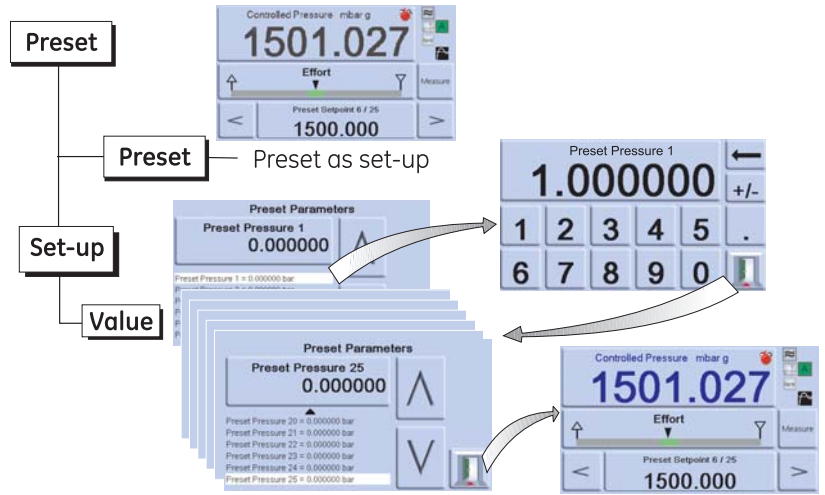 Preset
Controlled Pressure mbar g
1501.027
A
Effort
Measure
Preset Setpoint 6 / 25
< 1500.000 >
Preset
Preset as set-up
Preset Pressure 1
1.000000
+/-
1 2 3 4 5 .
6 7 8 9 0
Set-up
Value
Preset Parameters
Preset Pressure 1
0.000000
Preset Pressure 1 = 0.000000 bar
Preset Parameters
Preset Pressure 25
0.000000
Preset Pressure 20 = 0.000000 bar
Preset Pressure 21 = 0.000000 bar
Preset Pressure 22 = 0.000000 bar
Preset Pressure 23 = 0.000000 bar
Preset Pressure 24 = 0.000000 bar
Preset Pressure 25 = 0.000000 bar
Controlled Pressure mbar g
1501.027
A
Effort
Measure
Preset Setpoint 6 / 25
< 1500.000 >